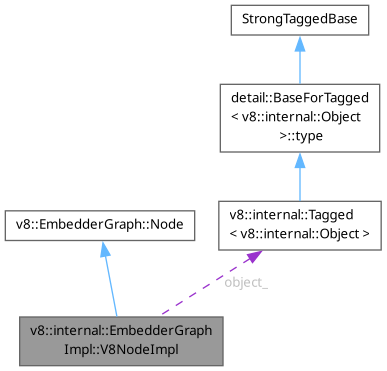 StrongTaggedBase
detail::BaseForTagged
< v8::internal::Object
>::type
v8::internal::Tagged
< v8::internal::Object >
v8::EmbedderGraph::Node
object_
v8::internal::EmbedderGraph
Impl::V8NodeImpl